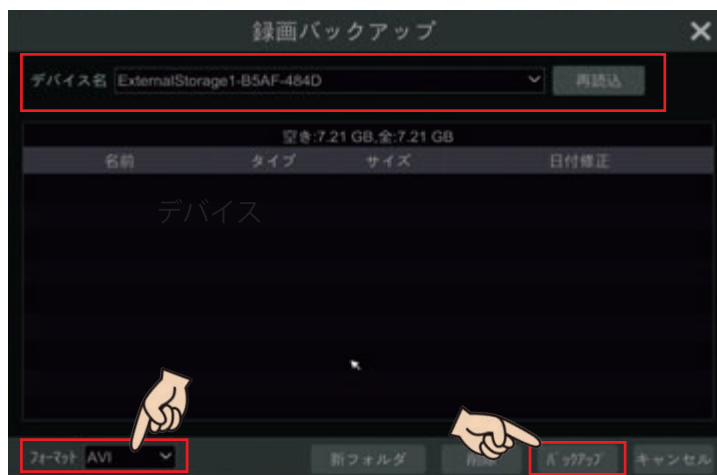 録画バックアップ
デバイス名 ExternalStorage1-B5AF-484D 再読込
空き:7.21 GB,全:7.21 GB
名前 タイプ サイズ 日付修正
デバイス
フォーマット AVI 新フォルダ 削除 バックアップ キャンセル